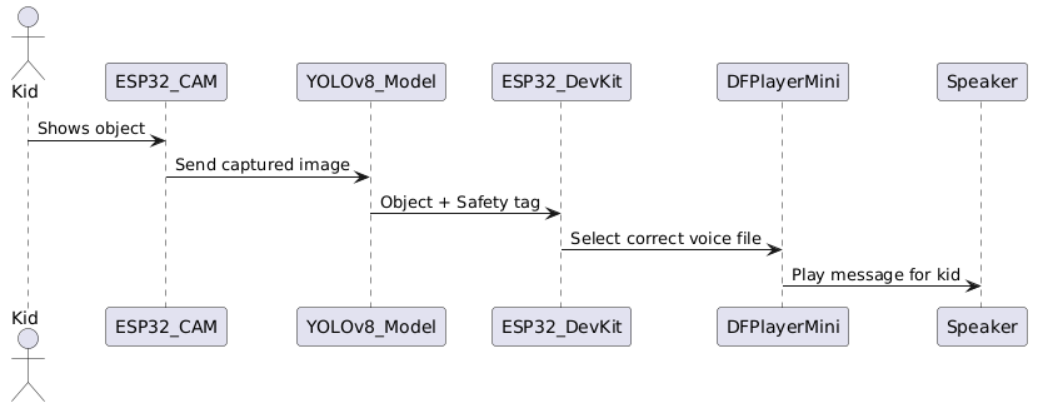 Kid
ESP32_CAM
YOLOv8_Model
ESP32_DevKit
DFPlayerMini
Speaker
Shows object
Send captured image
Object + Safety tag
Select correct voice file
Play message for kid
Kid
ESP32_CAM
YOLOv8_Model
ESP32_DevKit
DFPlayerMini
Speaker